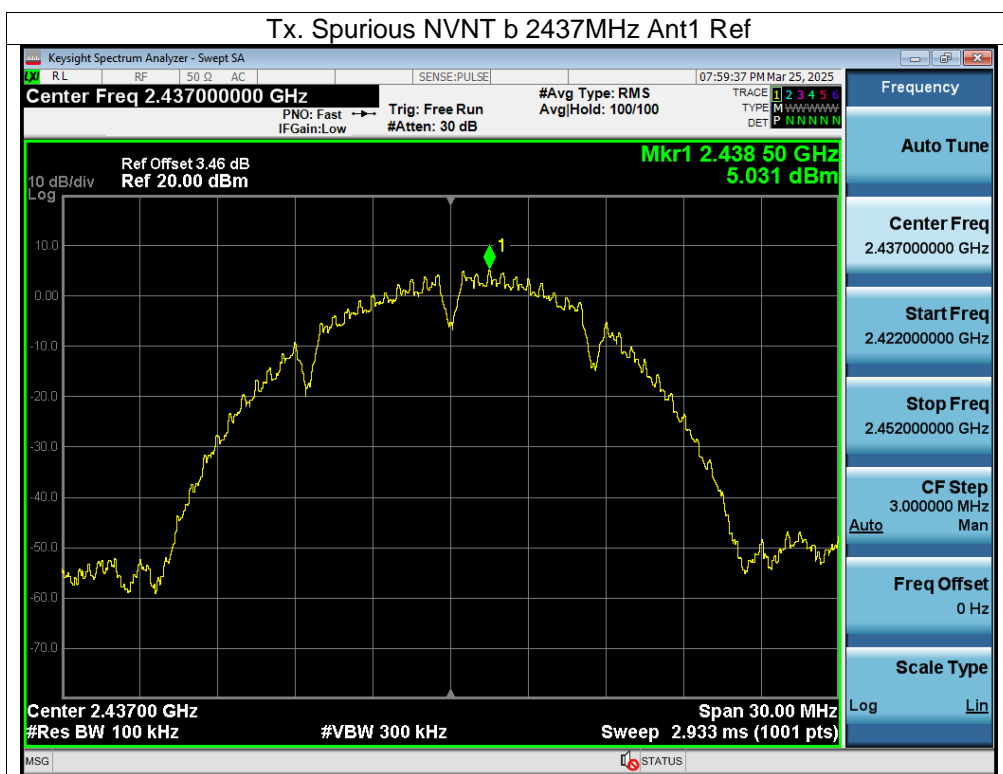 Tx. Spurious NVNT b 2437MHz Ant1 Ref
Keysight Spectrum Analyzer - Swept SA
LXI RL RF 50 Ω AC SENSE:PULSE 07:59:37 PM Mar 25, 2025
Center Freq 2.437000000 GHz
PNO: Fast
IFGain:Low
Trig: Free Run
#Atten: 30 dB
#Avg Type: RMS
Avg|Hold: 100/100
TRACE 1 2 3 4 5 6
TYPE M W W W W W
DET P N N N N N
Mkr1 2.438 50 GHz
5.031 dBm
Ref Offset 3.46 dB
10 dB/div Ref 20.00 dBm
Log
10.0
0.00
-10.0
-20.0
-30.0
-40.0
-50.0
-60.0
-70.0
1
Center 2.43700 GHz Span 30.00 MHz
#Res BW 100 kHz #VBW 300 kHz Sweep 2.933 ms (1001 pts)
MSG STATUS
Frequency
Auto Tune
Center Freq
2.437000000 GHz
Start Freq
2.422000000 GHz
Stop Freq
2.452000000 GHz
CF Step
3.000000 MHz
Auto Man
Freq Offset
0 Hz
Scale Type
Log Lin